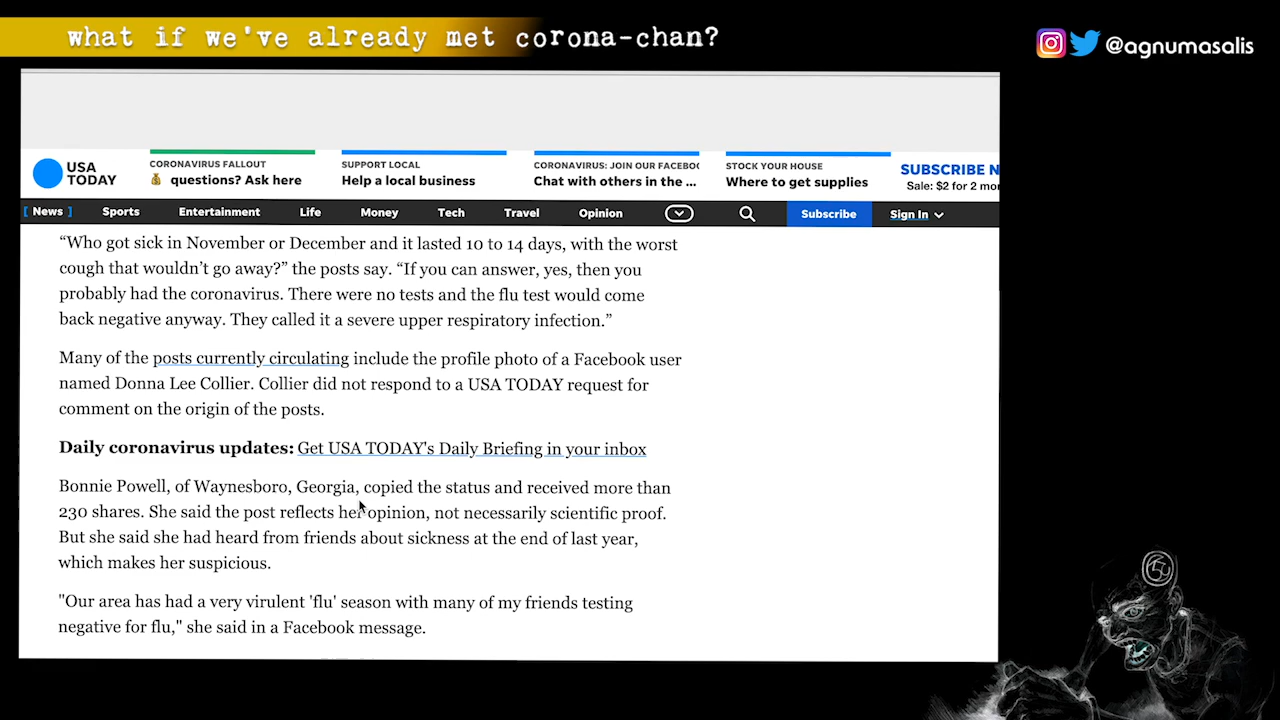 what if we've already met corona-chan?
@agnumasalis
USA
TODAY
CORONAVIRUS FALLOUT
questions? Ask here
SUPPORT LOCAL
Help a local business
CORONAVIRUS: JOIN OUR FACEBO
Chat with others in the ...
STOCK YOUR HOUSE
Where to get supplies
SUBSCRIBE N
Sale: $2 for 2 mo
[ News ] Sports Entertainment Life Money Tech Travel Opinion Subscribe Sign In
“Who got sick in November or December and it lasted 10 to 14 days, with the worst
cough that wouldn’t go away?” the posts say. “If you can answer, yes, then you
probably had the coronavirus. There were no tests and the flu test would come
back negative anyway. They called it a severe upper respiratory infection.”
Many of the posts currently circulating include the profile photo of a Facebook user
named Donna Lee Collier. Collier did not respond to a USA TODAY request for
comment on the origin of the posts.
Daily coronavirus updates: Get USA TODAY's Daily Briefing in your inbox
Bonnie Powell, of Waynesboro, Georgia, copied the status and received more than
230 shares. She said the post reflects her opinion, not necessarily scientific proof.
But she said she had heard from friends about sickness at the end of last year,
which makes her suspicious.
"Our area has had a very virulent 'flu' season with many of my friends testing
negative for flu," she said in a Facebook message.